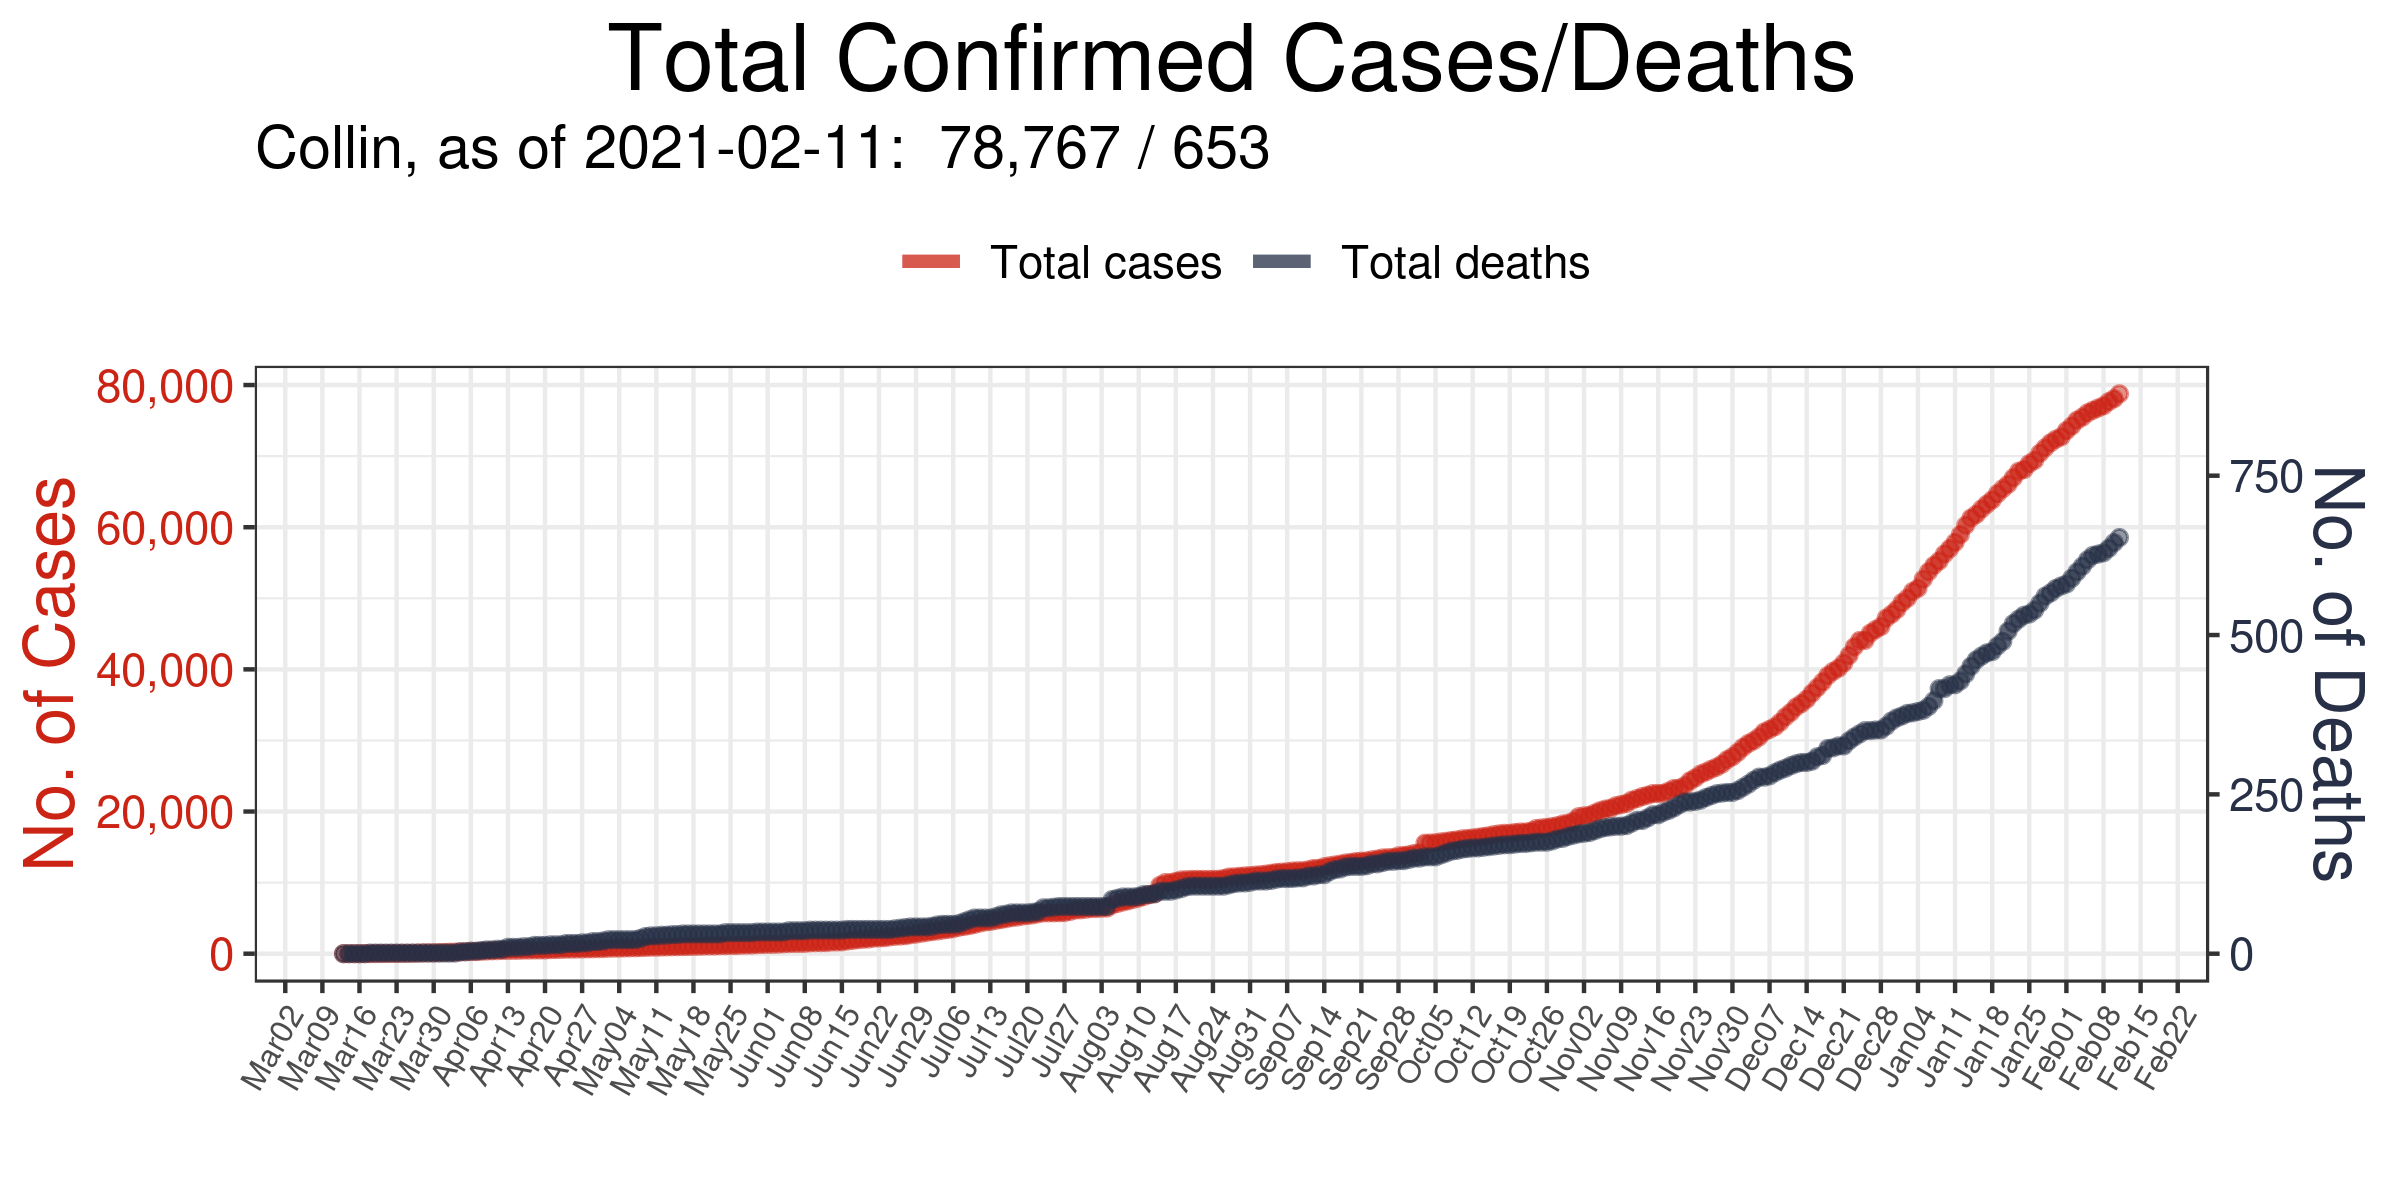 Total Confirmed Cases/Deaths
Collin, as of 2021-02-11:  78,767 / 653
Total cases
Total deaths
No. of Cases
80,000
60,000
40,000
20,000
0
750
500
250
0
No. of Deaths
Mar02
Mar09
Mar16
Mar23
Mar30
Apr06
Apr13
Apr20
Apr27
May04
May11
May18
May25
Jun01
Jun08
Jun15
Jun22
Jun29
Jul06
Jul13
Jul20
Jul27
Aug03
Aug10
Aug17
Aug24
Aug31
Sep07
Sep14
Sep21
Sep28
Oct05
Oct12
Oct19
Oct26
Nov02
Nov09
Nov16
Nov23
Nov30
Dec07
Dec14
Dec21
Dec28
Jan04
Jan11
Jan18
Jan25
Feb01
Feb08
Feb15
Feb22